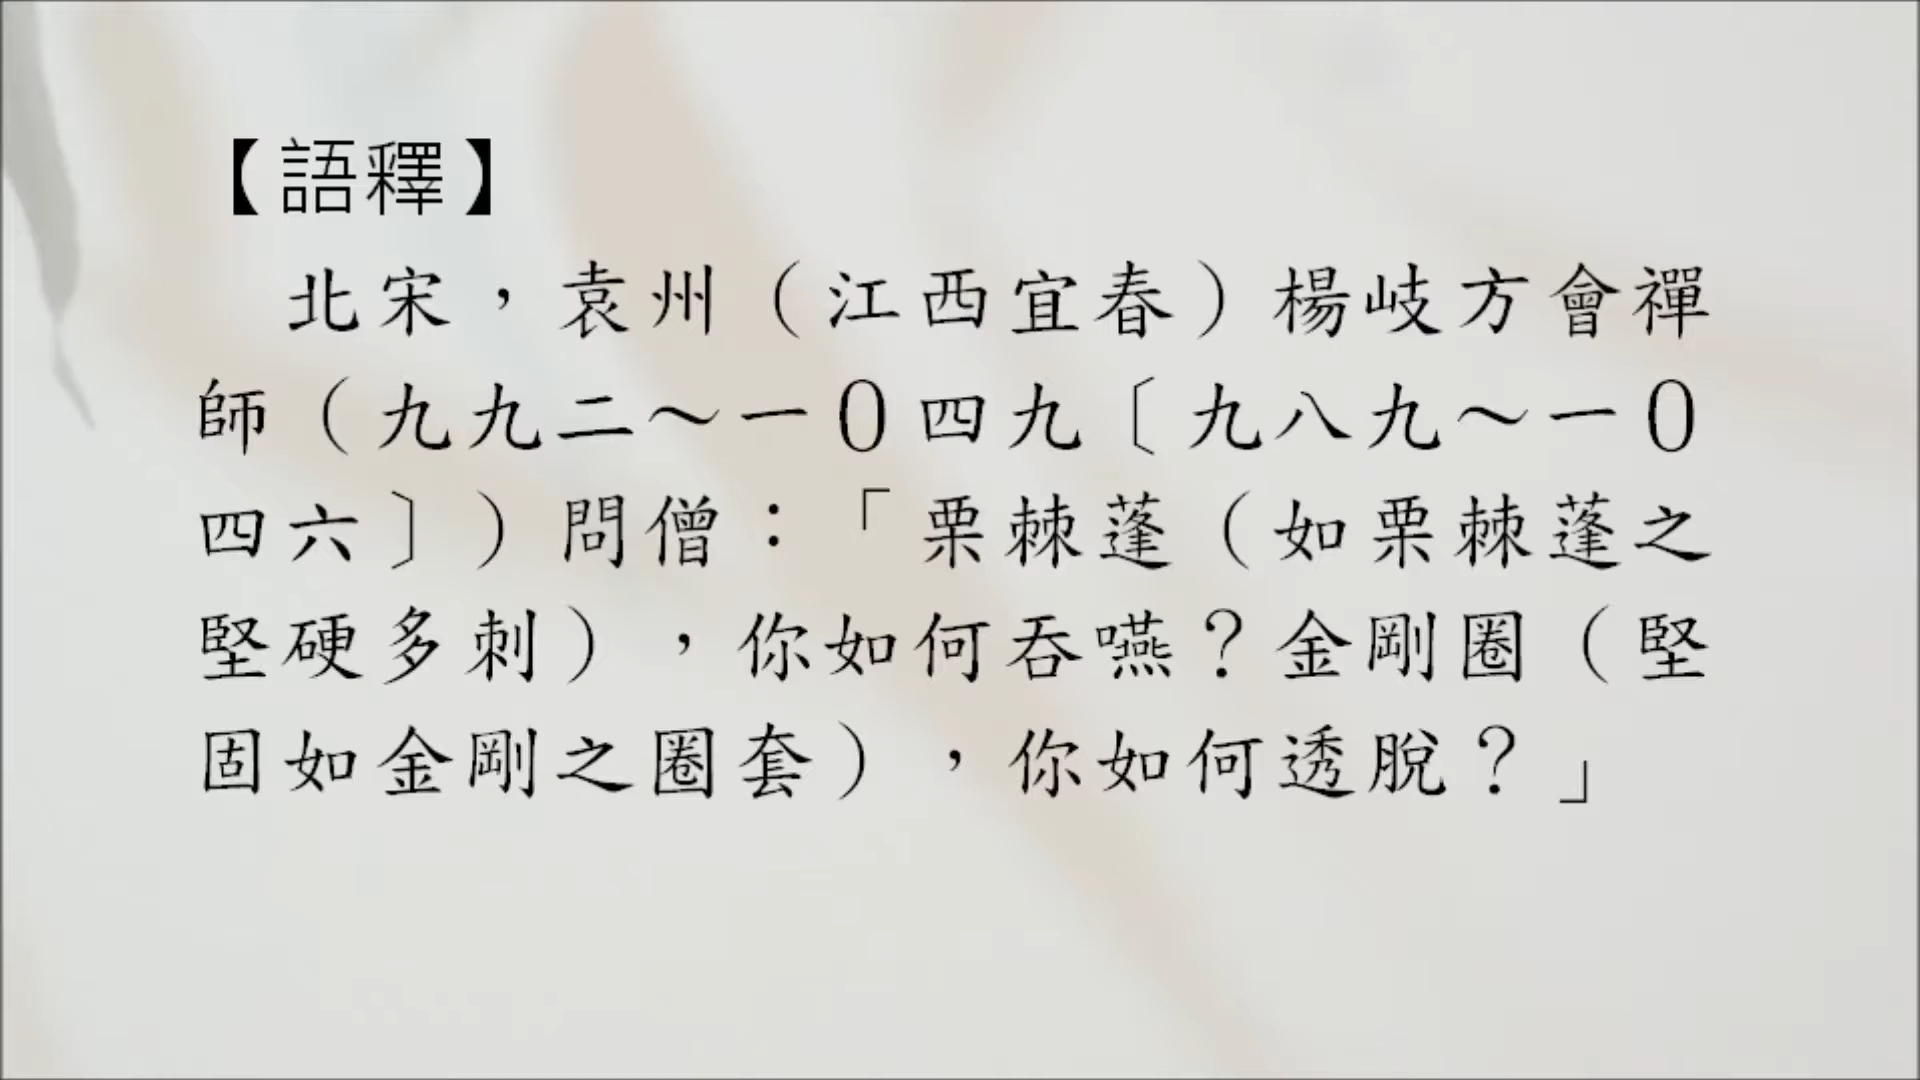 【語釋】
北宋，袁州（江西宜春）楊岐方會禪
師（九九二～一０四九〔九八九～一０
四六〕）問僧：「栗棘蓬（如栗棘蓬之
堅硬多刺），你如何吞嚥？金剛圈（堅
固如金剛之圈套），你如何透脫？」